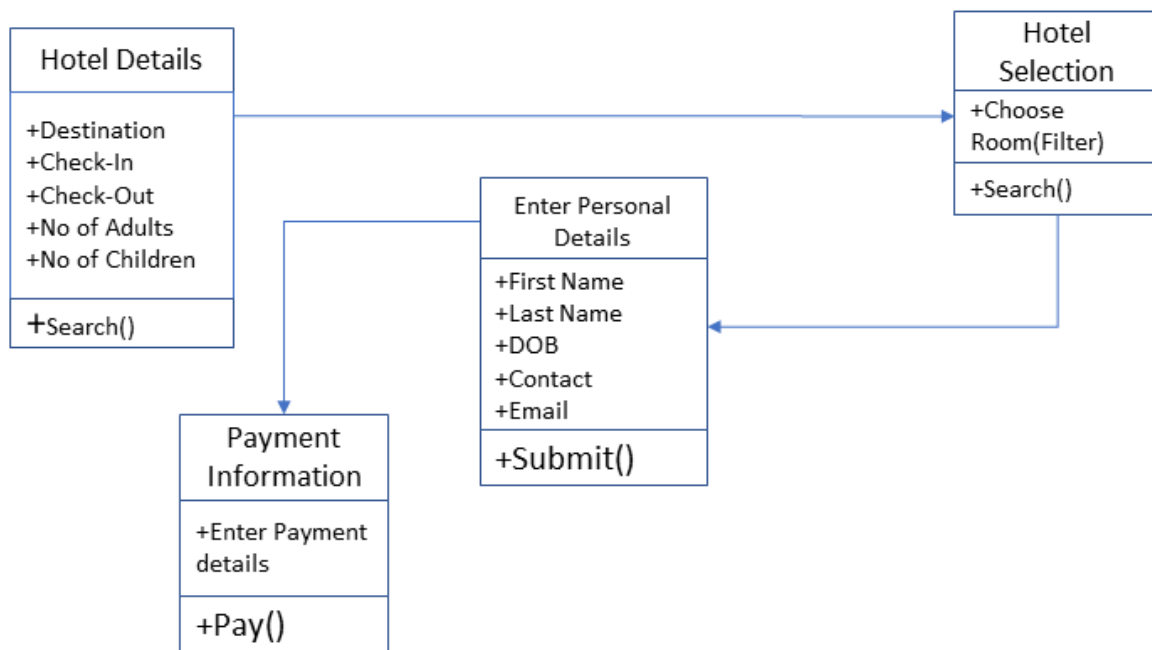 Hotel Details
+Destination
+Check-In
+Check-Out
+No of Adults
+No of Children
+Search()
Hotel
Selection
+Choose
Room(Filter)
+Search()
Enter Personal
Details
+First Name
+Last Name
+DOB
+Contact
+Email
+Submit()
Payment
Information
+Enter Payment
details
+Pay()